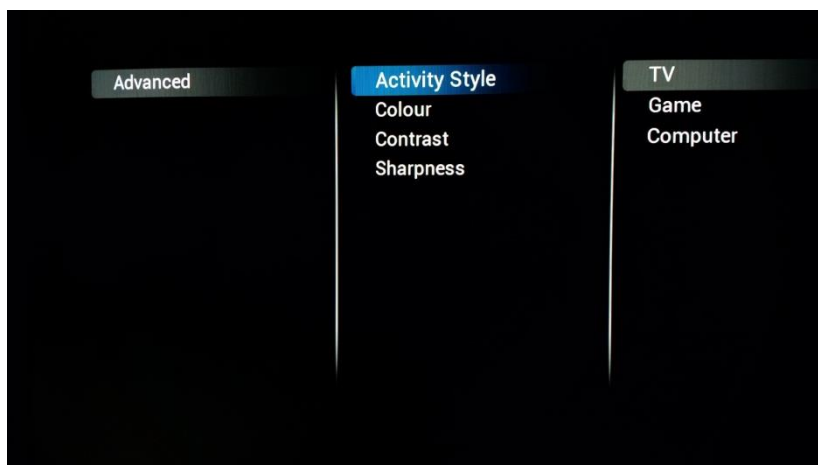 Advanced
Activity Style
Colour
Contrast
Sharpness
TV
Game
Computer